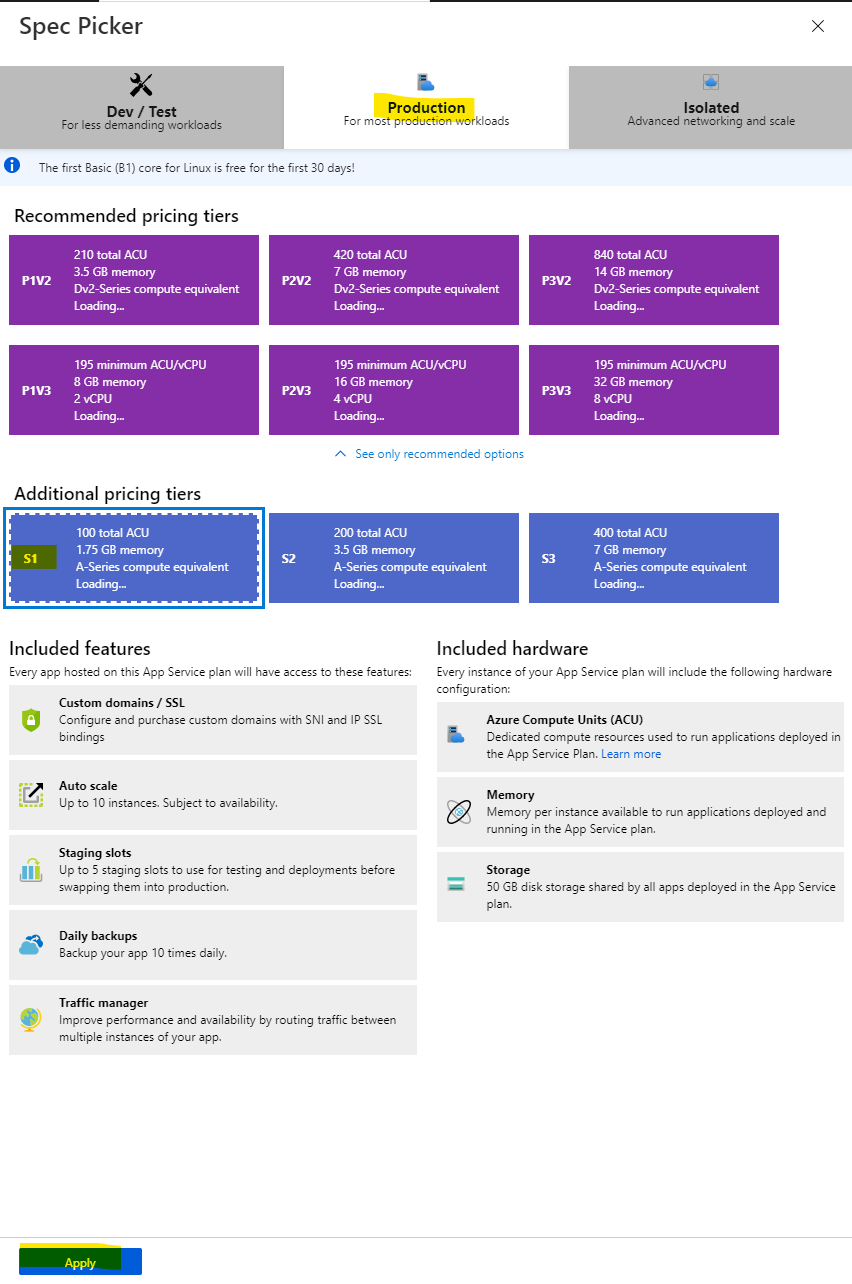 Spec Picker
Dev / Test
For less demanding workloads
Production
For most production workloads
Isolated
Advanced networking and scale
The first Basic (B1) core for Linux is free for the first 30 days!
Recommended pricing tiers
P1V2
210 total ACU
3.5 GB memory
Dv2-Series compute equivalent
Loading...
P2V2
420 total ACU
7 GB memory
Dv2-Series compute equivalent
Loading...
P3V2
840 total ACU
14 GB memory
Dv2-Series compute equivalent
Loading...
P1V3
195 minimum ACU/vCPU
8 GB memory
2 vCPU
Loading...
P2V3
195 minimum ACU/vCPU
16 GB memory
4 vCPU
Loading...
P3V3
195 minimum ACU/vCPU
32 GB memory
8 vCPU
Loading...
See only recommended options
Additional pricing tiers
S1
100 total ACU
1.75 GB memory
A-Series compute equivalent
Loading...
S2
200 total ACU
3.5 GB memory
A-Series compute equivalent
Loading...
S3
400 total ACU
7 GB memory
A-Series compute equivalent
Loading...
Included features
Every app hosted on this App Service plan will have access to these features:
Custom domains / SSL
Configure and purchase custom domains with SNI and IP SSL
bindings
Auto scale
Up to 10 instances. Subject to availability.
Staging slots
Up to 5 staging slots to use for testing and deployments before
swapping them into production.
Daily backups
Backup your app 10 times daily.
Traffic manager
Improve performance and availability by routing traffic between
multiple instances of your app.
Included hardware
Every instance of your App Service plan will include the following hardware
configuration:
Azure Compute Units (ACU)
Dedicated compute resources used to run applications deployed in
the App Service Plan. Learn more
Memory
Memory per instance available to run applications deployed and
running in the App Service plan.
Storage
50 GB disk storage shared by all apps deployed in the App Service
plan.
Apply